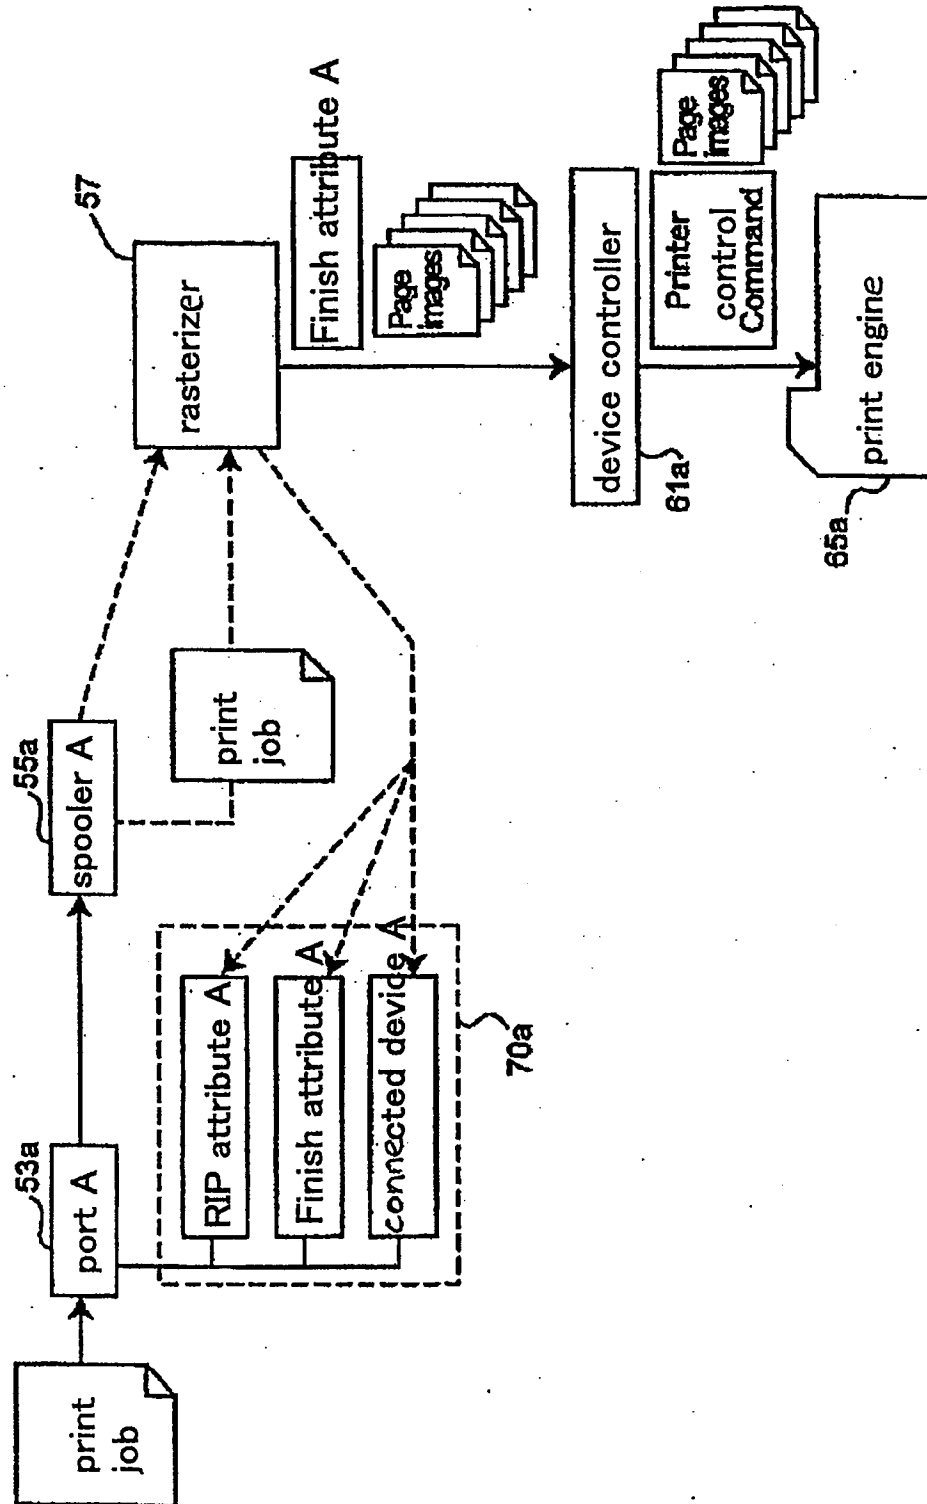 print
job
53a
port A
RIP attribute A
Finish attribute A
connected device A
70a
55a
spooler A
print
job
57
rasterizer
Finish attribute A
Page
images
device controller
61a
Printer
control
Command
Page
images
print engine
65a